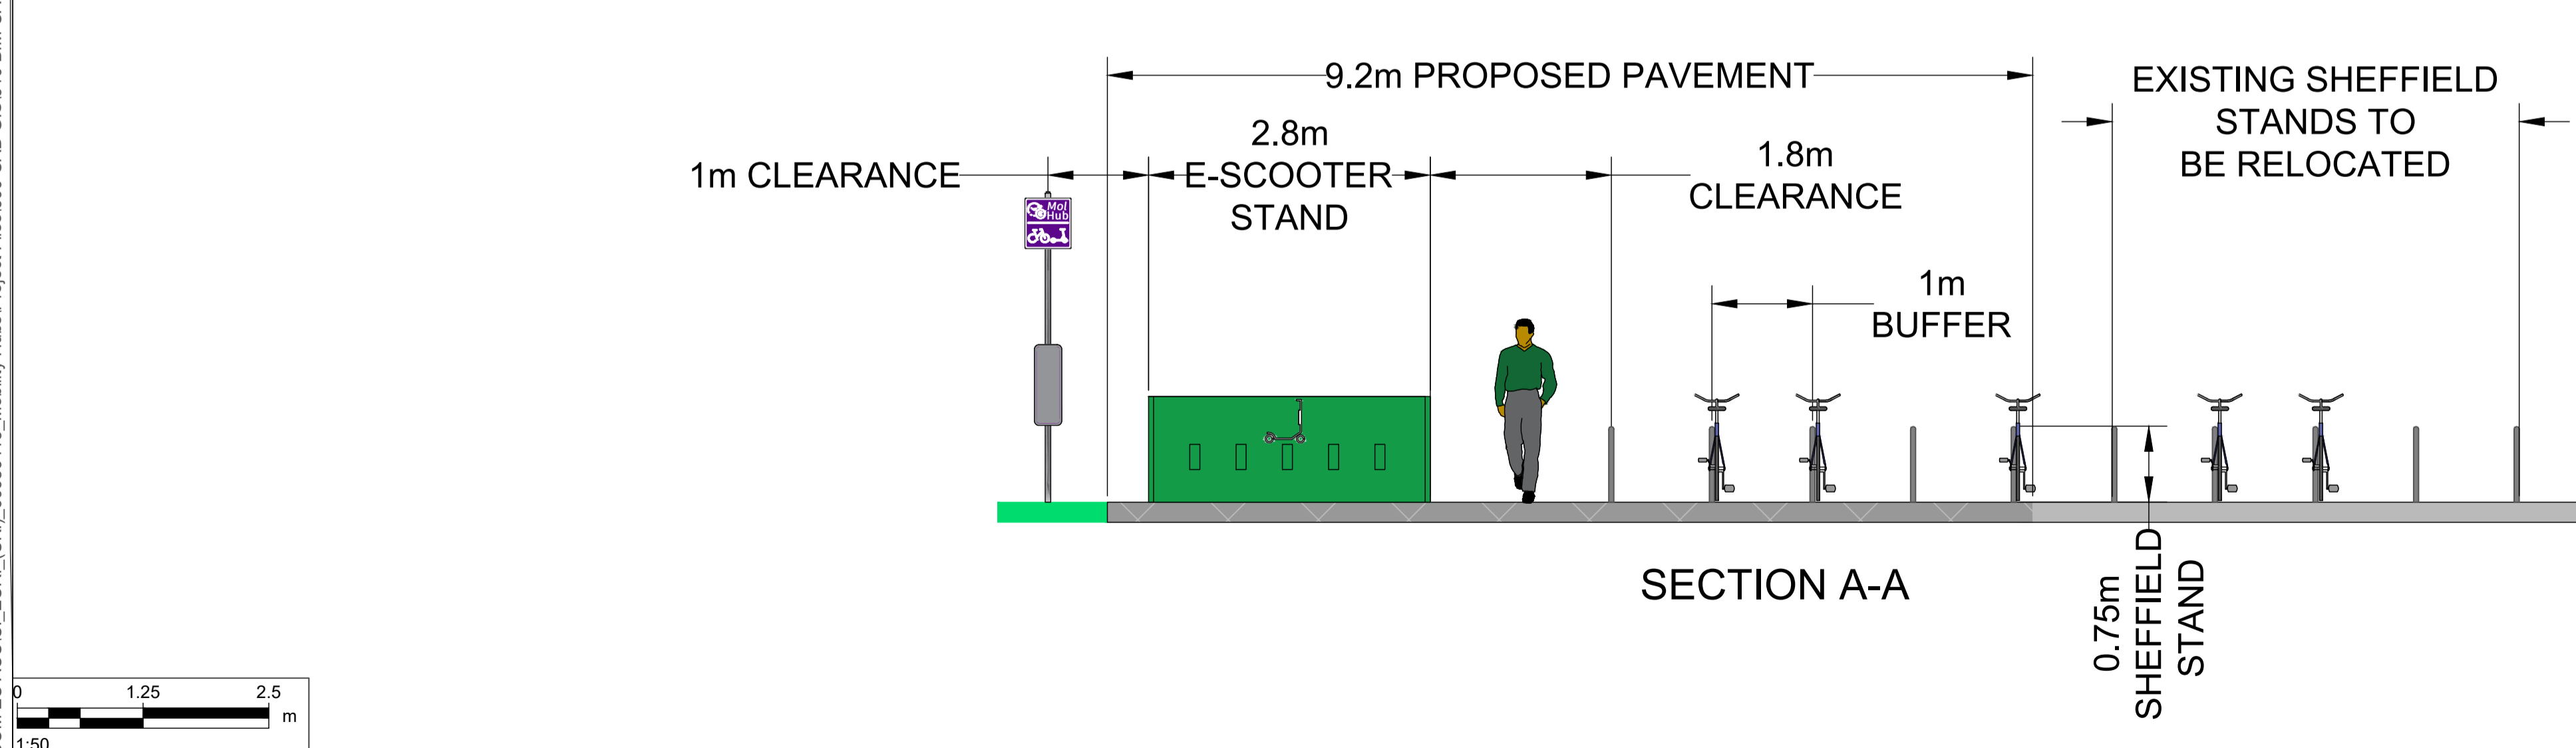 9.2m PROPOSED PAVEMENT
EXISTING SHEFFIELD
STANDS TO
BE RELOCATED
1m CLEARANCE
2.8m
E-SCOOTER
STAND
1.8m
CLEARANCE
Mol
Hub
1m
BUFFER
SECTION A-A
0.75m
SHEFFIELD
STAND
0 1.25 2.5
m
1:50